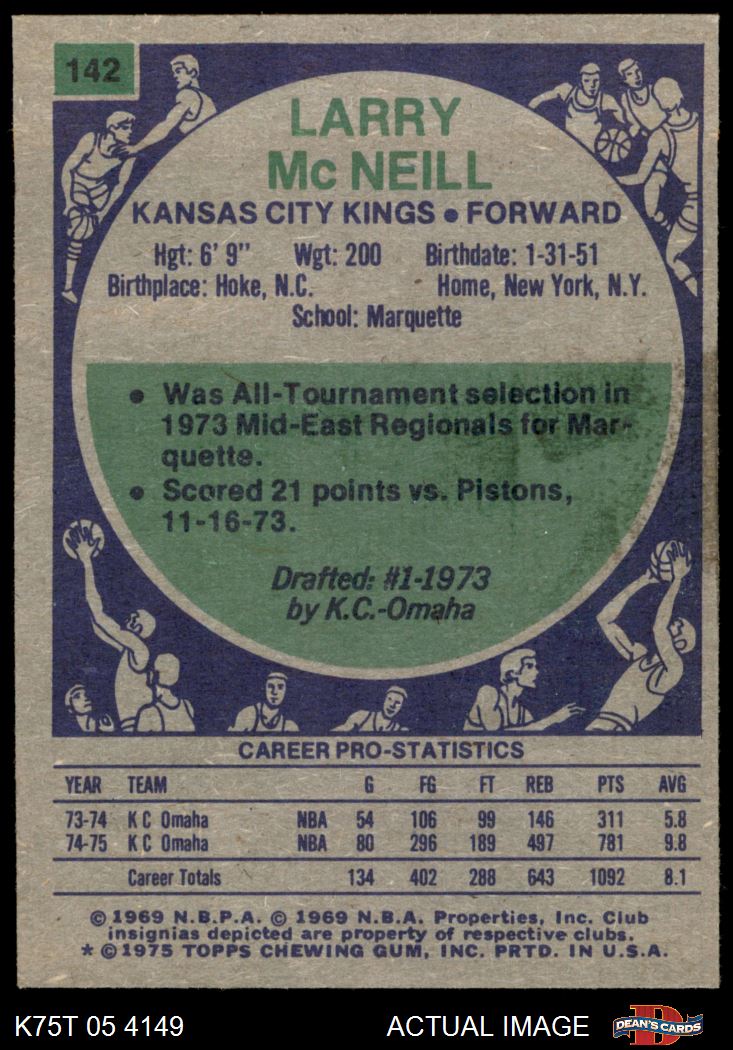 142
LARRY
Mc NEILL
KANSAS CITY KINGS • FORWARD
Hgt: 6' 9" Wgt: 200 Birthdate: 1-31-51
Birthplace: Hoke, N.C. Home, New York, N.Y.
School: Marquette
• Was All-Tournament selection in
1973 Mid-East Regionals for Mar-
quette.
• Scored 21 points vs. Pistons,
11-16-73.
Drafted: #1-1973
by K.C.-Omaha
CAREER PRO-STATISTICS
YEAR TEAM G FG FT REB PTS AVG
73-74 K C Omaha NBA 54 106 99 146 311 5.8
74-75 K C Omaha NBA 80 296 189 497 781 9.8
Career Totals 134 402 288 643 1092 8.1
© 1969 N.B.P.A. © 1969 N.B.A. Properties, Inc. Club
insignias depicted are property of respective clubs.
* © 1975 TOPPS CHEWING GUM, INC. PRTD. IN U.S.A.
K75T 05 4149 ACTUAL IMAGE DEAN'S CARDS